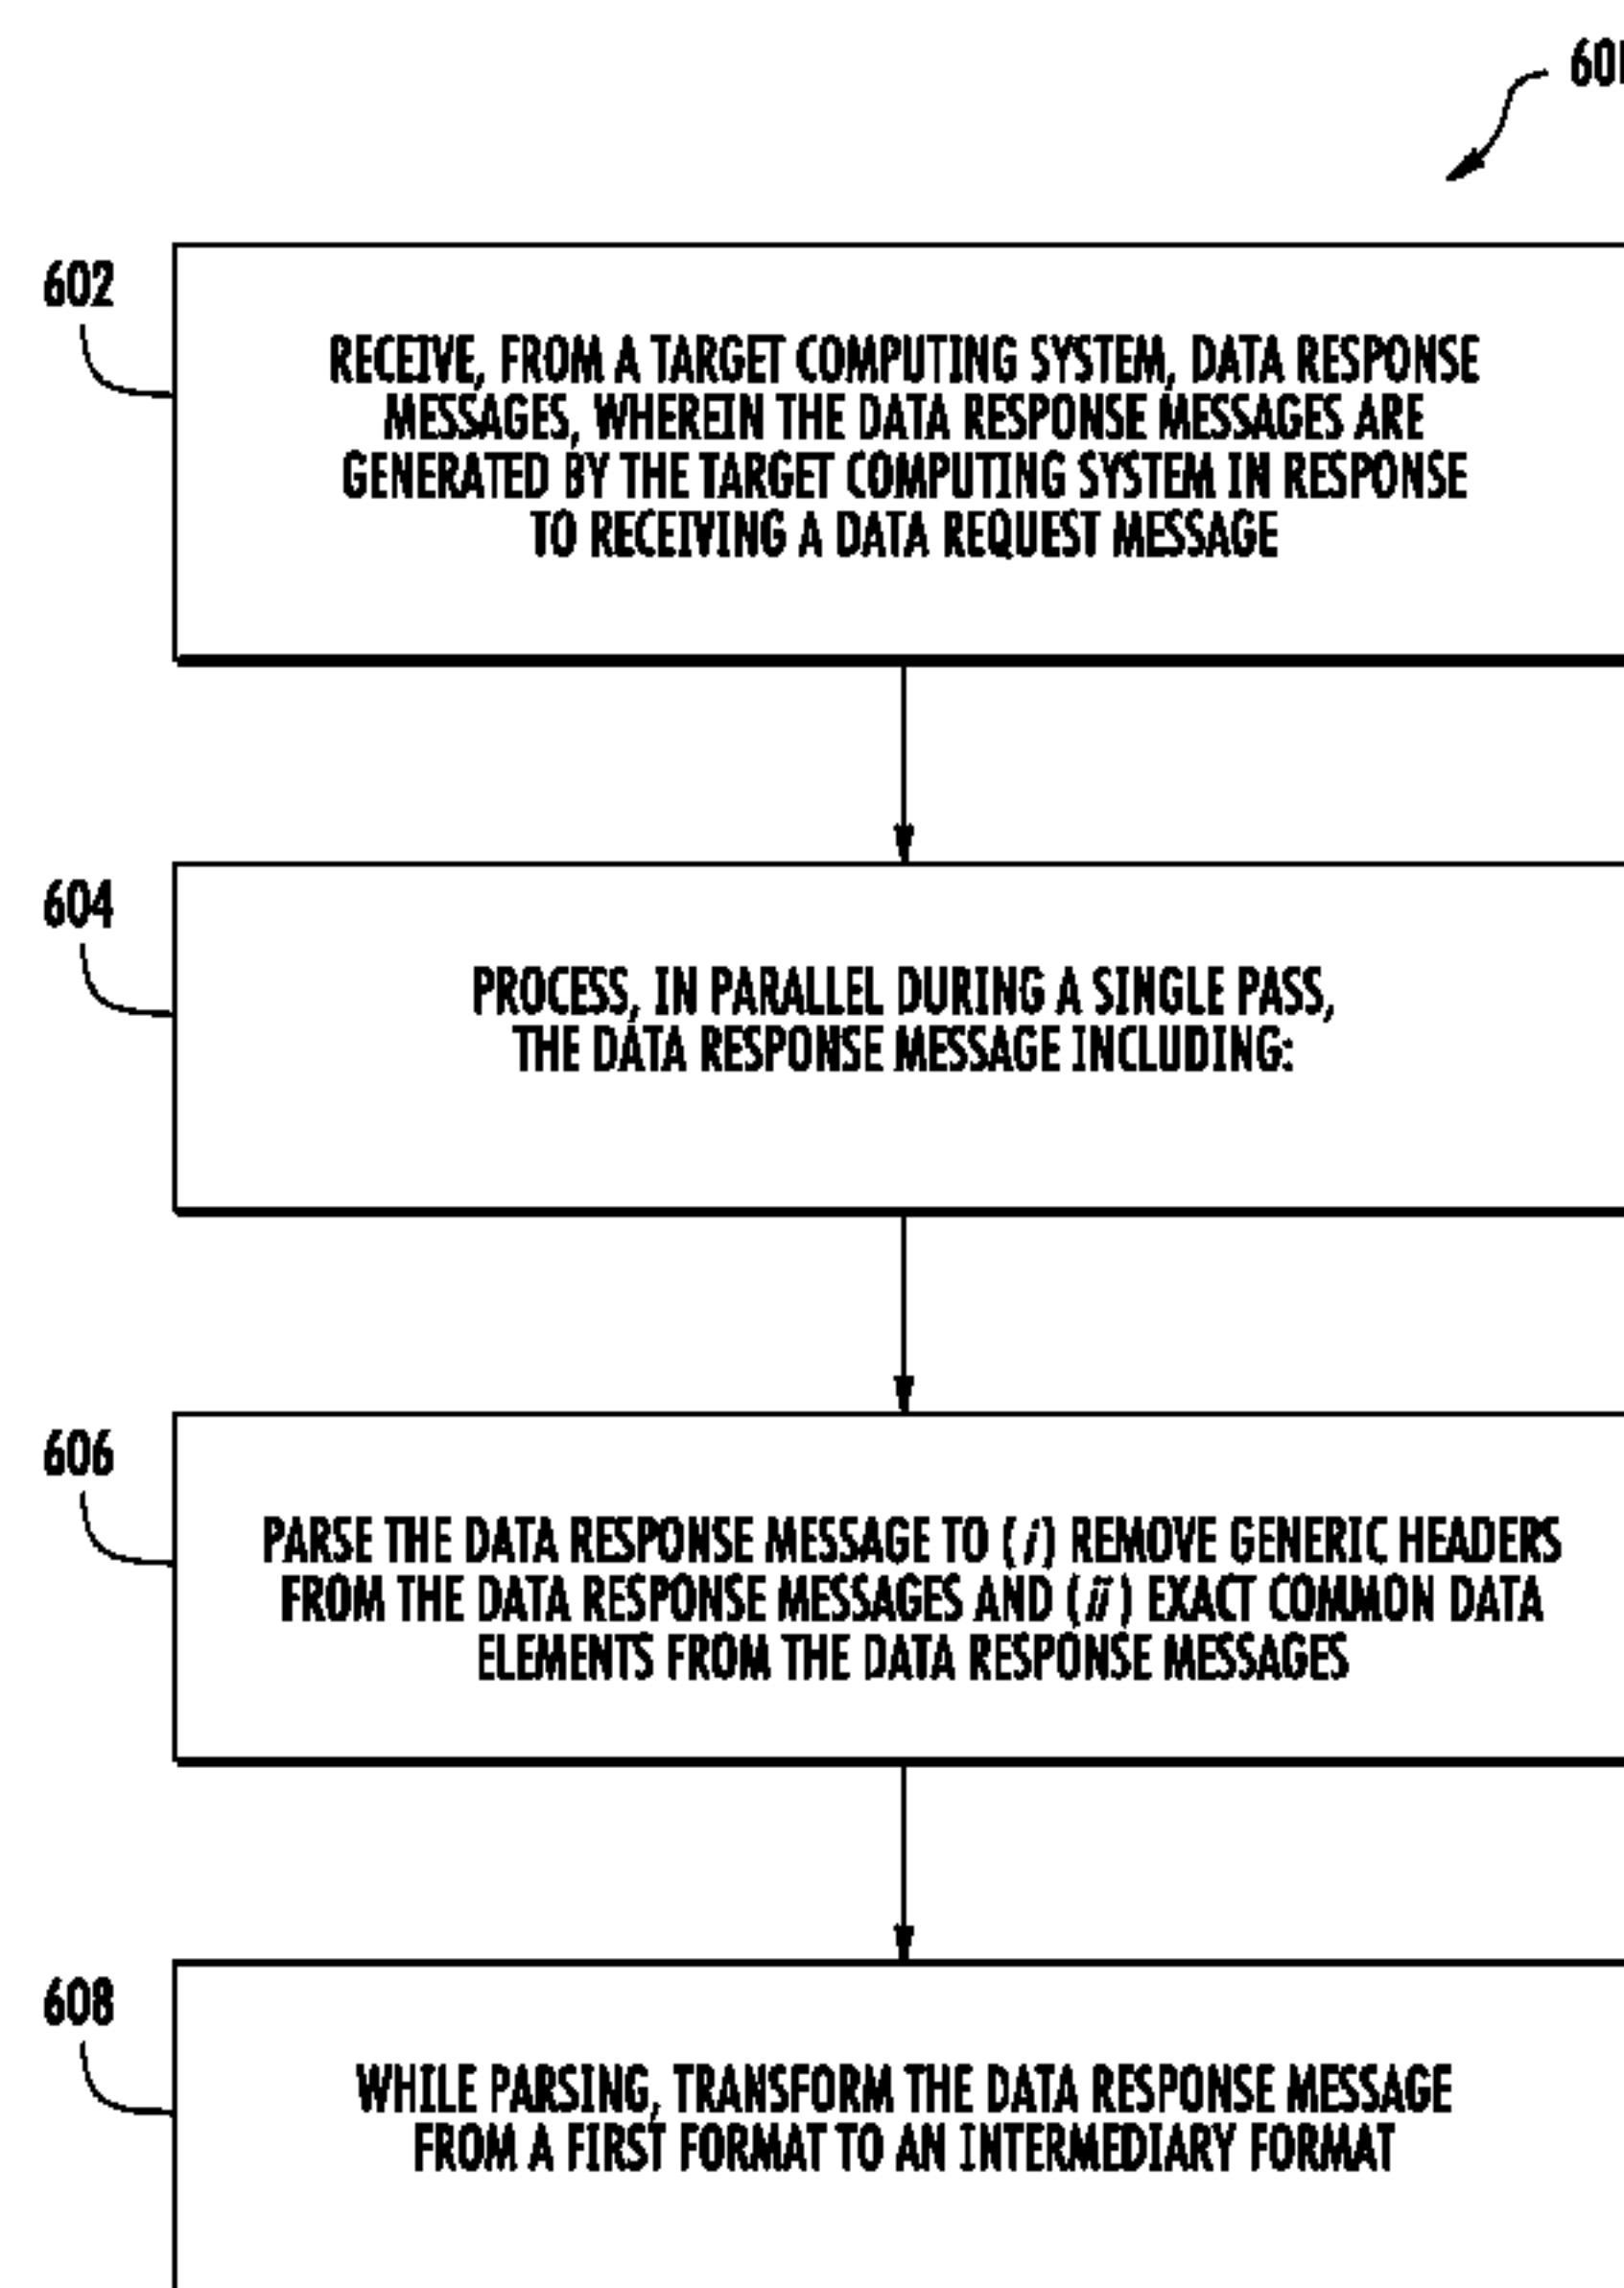 602
RECEIVE, FROM A TARGET COMPUTING SYSTEM, DATA RESPONSE
MESSAGES, WHEREIN THE DATA RESPONSE MESSAGES ARE
GENERATED BY THE TARGET COMPUTING SYSTEM IN RESPONSE
TO RECEIVING A DATA REQUEST MESSAGE
604
PROCESS, IN PARALLEL DURING A SINGLE PASS,
THE DATA RESPONSE MESSAGE INCLUDING:
606
PARSE THE DATA RESPONSE MESSAGE TO (i) REMOVE GENERIC HEADERS
FROM THE DATA RESPONSE MESSAGES AND (ii) EXACT COMMON DATA
ELEMENTS FROM THE DATA RESPONSE MESSAGES
608
WHILE PARSING, TRANSFORM THE DATA RESPONSE MESSAGE
FROM A FIRST FORMAT TO AN INTERMEDIARY FORMAT